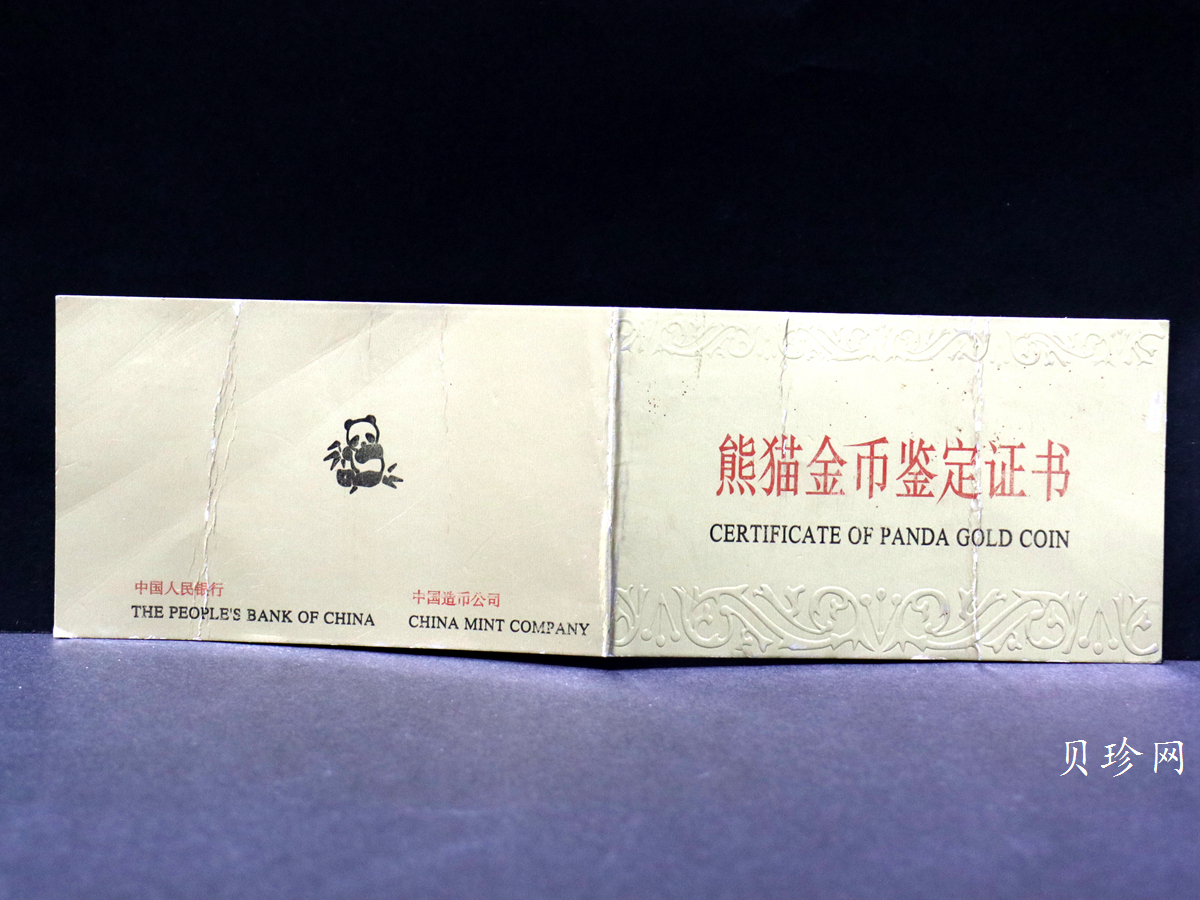 中国人民银行
THE PEOPLE'S BANK OF CHINA
中国造币公司
CHINA MINT COMPANY
熊猫金币鉴定证书
CERTIFICATE OF PANDA GOLD COIN
贝珍网